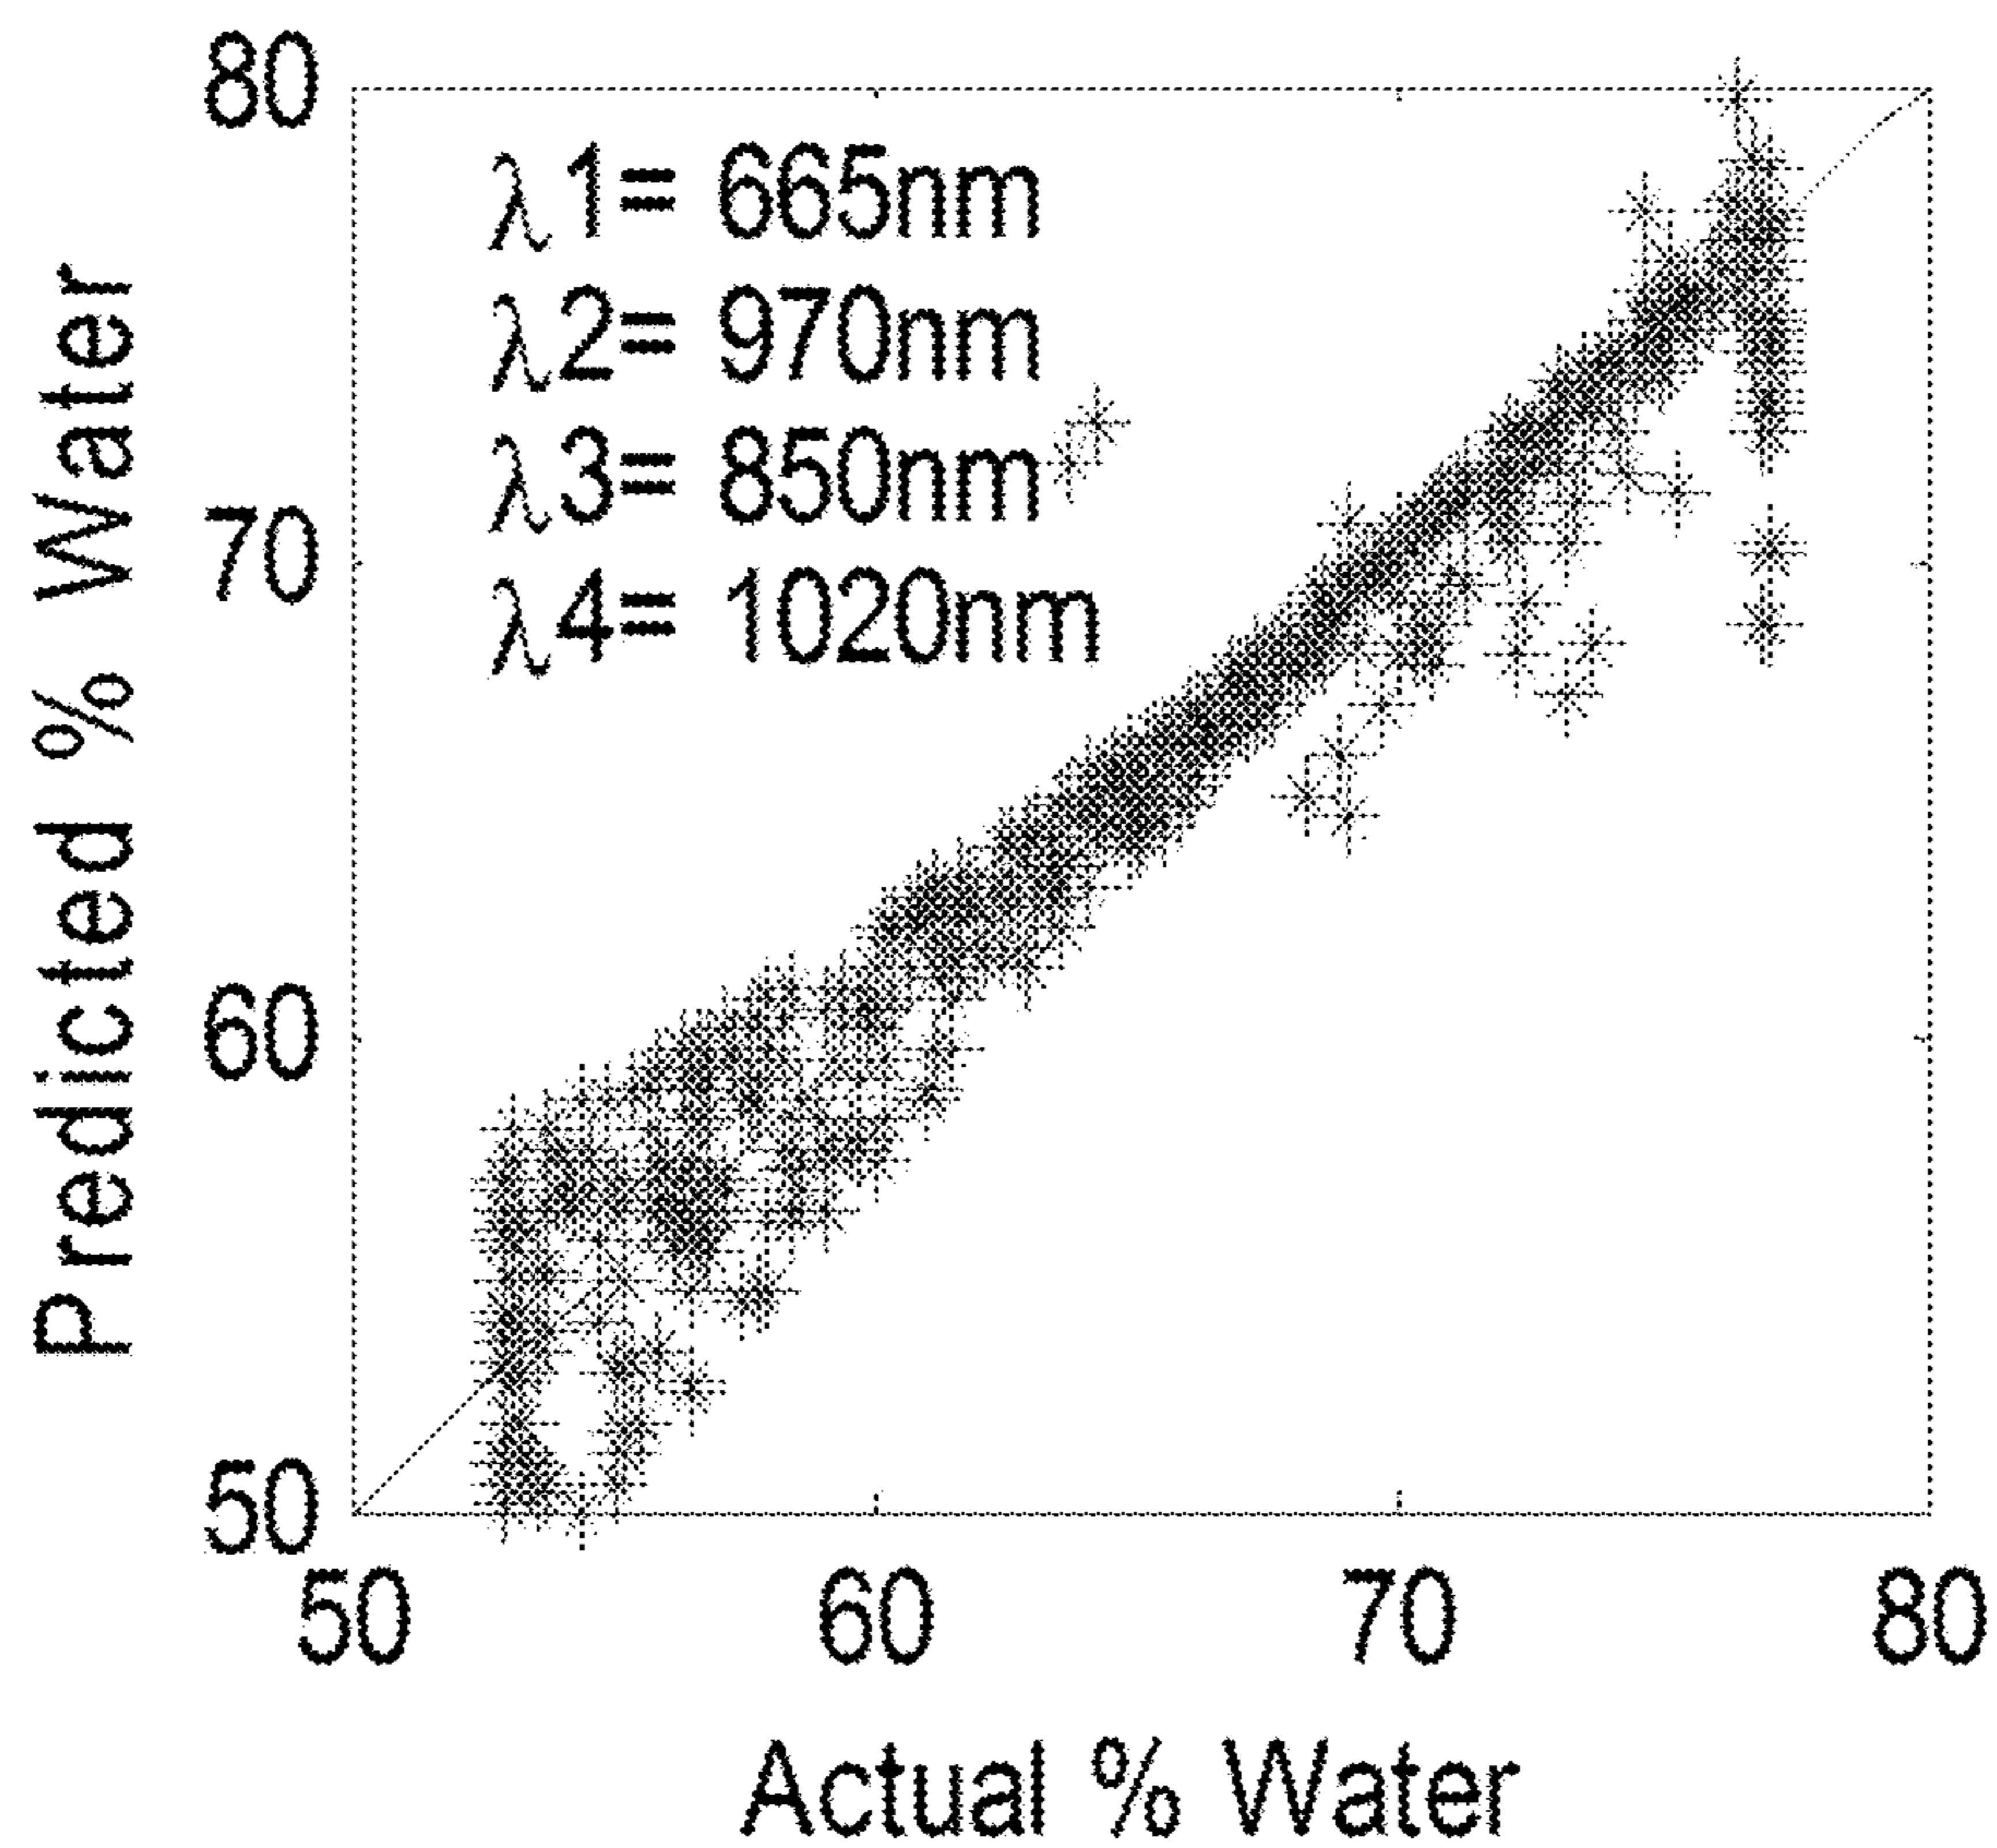 80
70
60
50
Predicted % Water
λ1= 665nm
λ2= 970nm
λ3= 850nm
λ4= 1020nm
50 60 70 80
Actual % Water